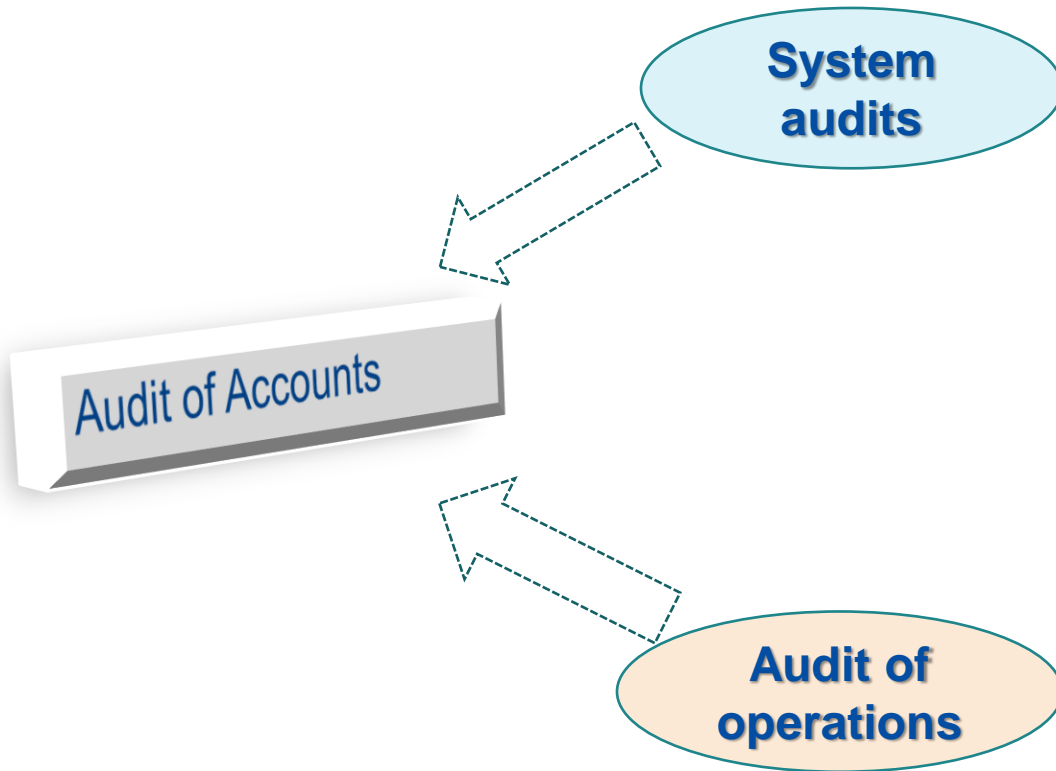 System
audits
Audit of Accounts
Audit of
operations